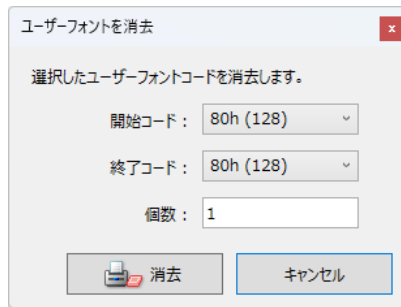 ユーザーフォントを消去
x
選択したユーザーフォントコードを消去します。
開始コード： 80h (128)
終了コード： 80h (128)
個数： 1
消去 キャンセル